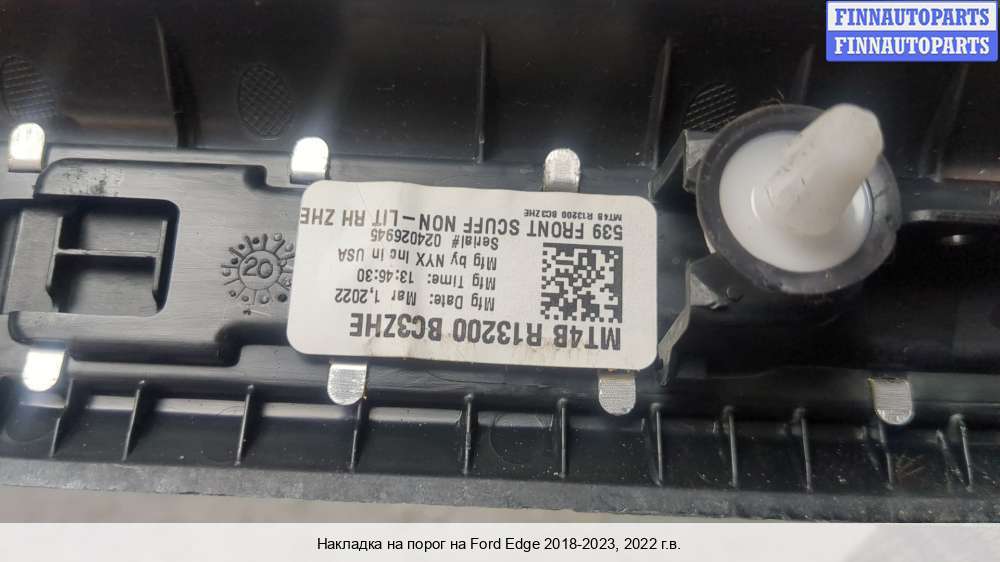 FINNAUTOPARTS
FINNAUTOPARTS
MT4B R13200 BC3ZHE
Mfg Date: Mar 1,2022
Mfg Time: 13:46:30
Mfg by NYX Inc in USA
Serial# 024026945
539 FRONT SCUFF NON-LIT RH ZHE
MT4B R13200 BC3ZHE
20
Накладка на порог на Ford Edge 2018-2023, 2022 г.в.